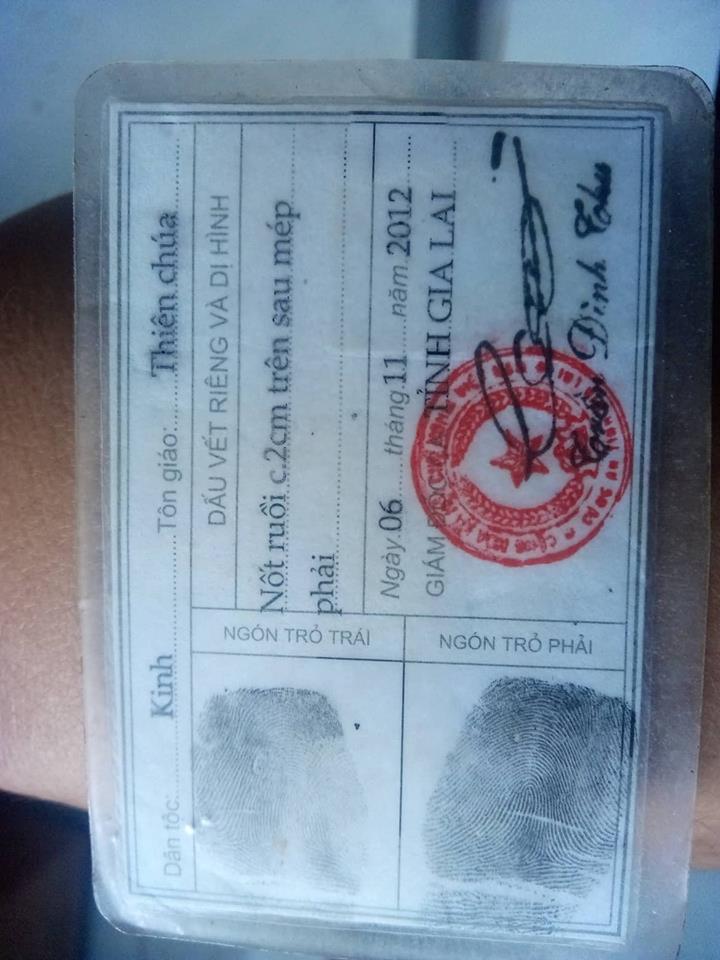 Dân tộc: Kinh Tôn giáo: Thiên chúa
DẤU VẾT RIÊNG VÀ DỊ HÌNH
NGÓN TRỎ TRÁI
Nốt ruồi c.2cm trên sau mép
phải
Ngày 06 tháng 11 năm 2012
GIÁM ĐỐC CA TỈNH GIA LAI
NGÓN TRỎ PHẢI
Trần Đình Thu